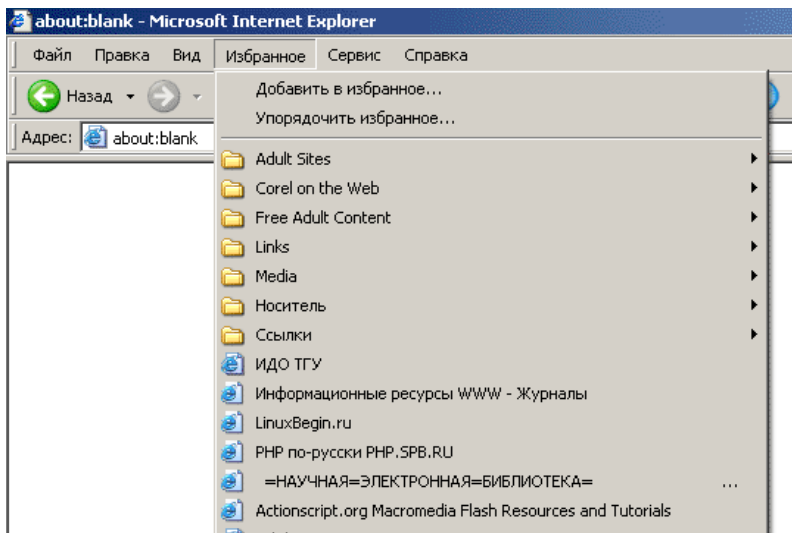 about:blank - Microsoft Internet Explorer
Файл Правка Вид Избранное Сервис Справка
Назад
Адрес: about:blank
Добавить в избранное...
Упорядочить избранное...
Adult Sites
Corel on the Web
Free Adult Content
Links
Media
Носитель
Ссылки
ИДО ТГУ
Информационные ресурсы WWW - Журналы
LinuxBegin.ru
PHP по-русски PHP.SPB.RU
=НАУЧНАЯ=ЭЛЕКТРОННАЯ=БИБЛИОТЕКА= ...
Actionscript.org Macromedia Flash Resources and Tutorials